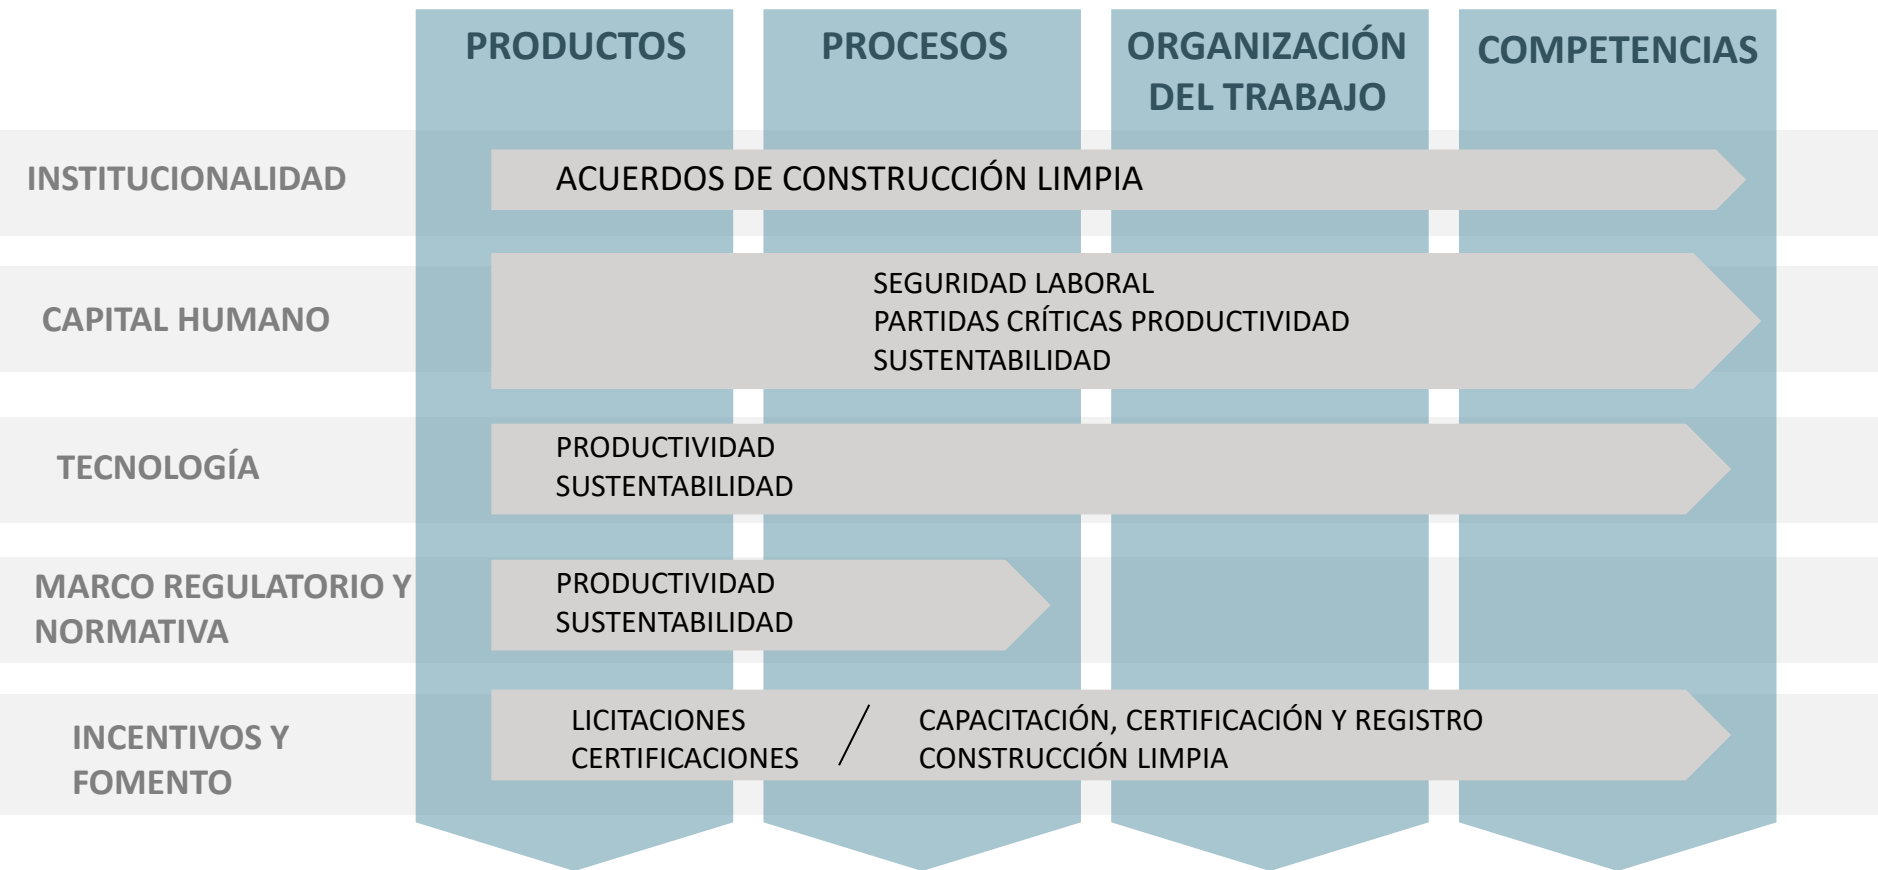 PRODUCTOS
PROCESOS
ORGANIZACIÓN
DEL TRABAJO
COMPETENCIAS
INSTITUCIONALIDAD
ACUERDOS DE CONSTRUCCIÓN LIMPIA
CAPITAL HUMANO
SEGURIDAD LABORAL
PARTIDAS CRÍTICAS PRODUCTIVIDAD
SUSTENTABILIDAD
TECNOLOGÍA
PRODUCTIVIDAD
SUSTENTABILIDAD
MARCO REGULATORIO Y
NORMATIVA
PRODUCTIVIDAD
SUSTENTABILIDAD
INCENTIVOS Y
FOMENTO
LICITACIONES
CERTIFICACIONES
/
CAPACITACIÓN, CERTIFICACIÓN Y REGISTRO
CONSTRUCCIÓN LIMPIA